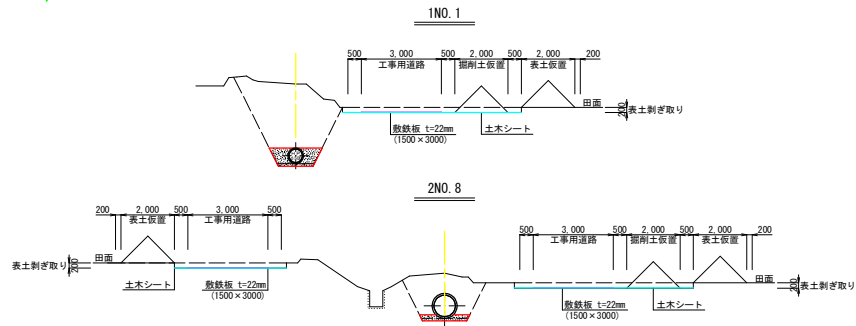 1NO. 1
500 3,000 500 2,000 500 2,000 200
工事用道路 掘削土仮置 表土仮置
田面
200
表土剥ぎ取り
敷鉄板 t=22mm
(1500×3000)
土木シート
2NO. 8
200 2,000 500 3,000 500
表土仮置 工事用道路
田面
表土剥ぎ取り
200
土木シート
敷鉄板 t=22mm
(1500×3000)
500 3,000 500 2,000 500 2,000 200
工事用道路 掘削土仮置 表土仮置
田面
200
表土剥ぎ取り
敷鉄板 t=22mm
(1500×3000)
土木シート